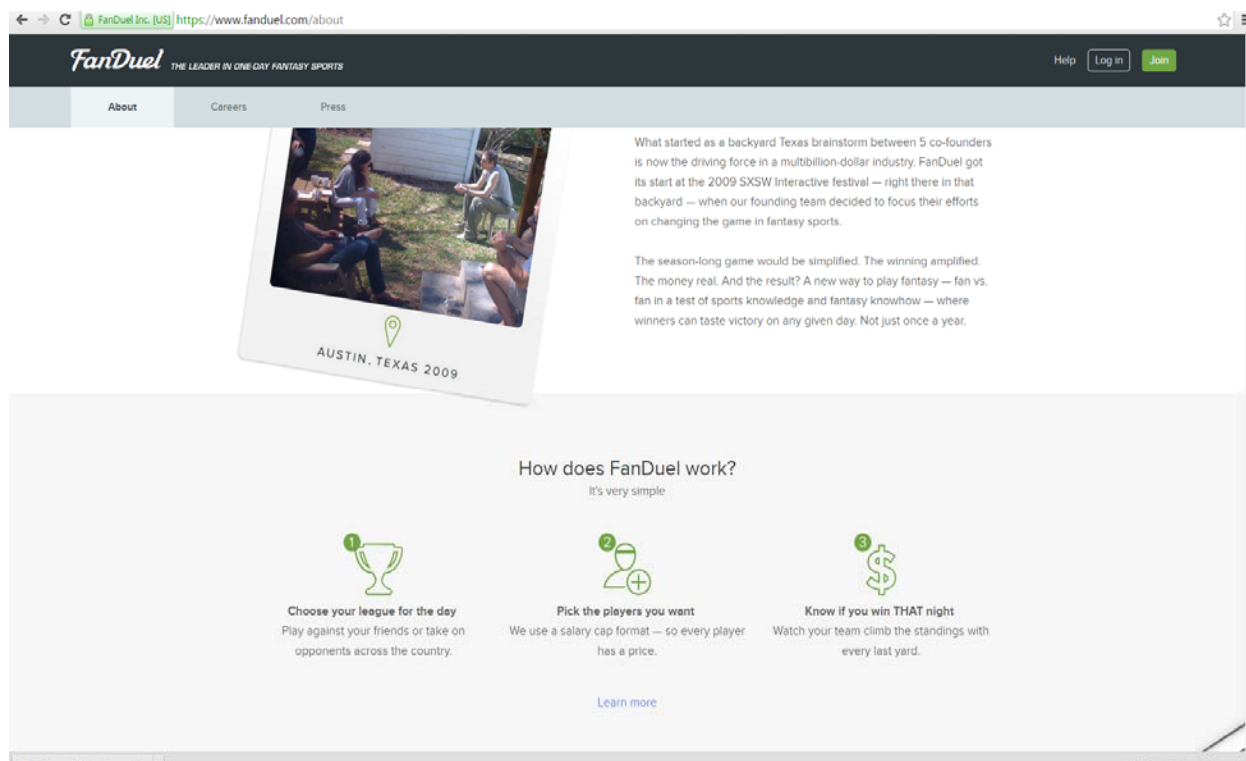 FanDuel Inc. [US] https://www.fanduel.com/about
FanDuel THE LEADER IN ONE-DAY FANTASY SPORTS
Help Log in Join
About Careers Press
What started as a backyard Texas brainstorm between 5 co-founders
is now the driving force in a multibillion-dollar industry. FanDuel got
its start at the 2009 SXSW Interactive festival — right there in that
backyard — when our founding team decided to focus their efforts
on changing the game in fantasy sports.
The season-long game would be simplified. The winning amplified.
The money real. And the result? A new way to play fantasy — fan vs.
fan in a test of sports knowledge and fantasy knowhow — where
winners can taste victory on any given day. Not just once a year.
AUSTIN, TEXAS 2009
How does FanDuel work?
It's very simple
1
Choose your league for the day
Play against your friends or take on
opponents across the country.
2
Pick the players you want
We use a salary cap format — so every player
has a price.
3
Know if you win THAT night
Watch your team climb the standings with
every last yard.
Learn more